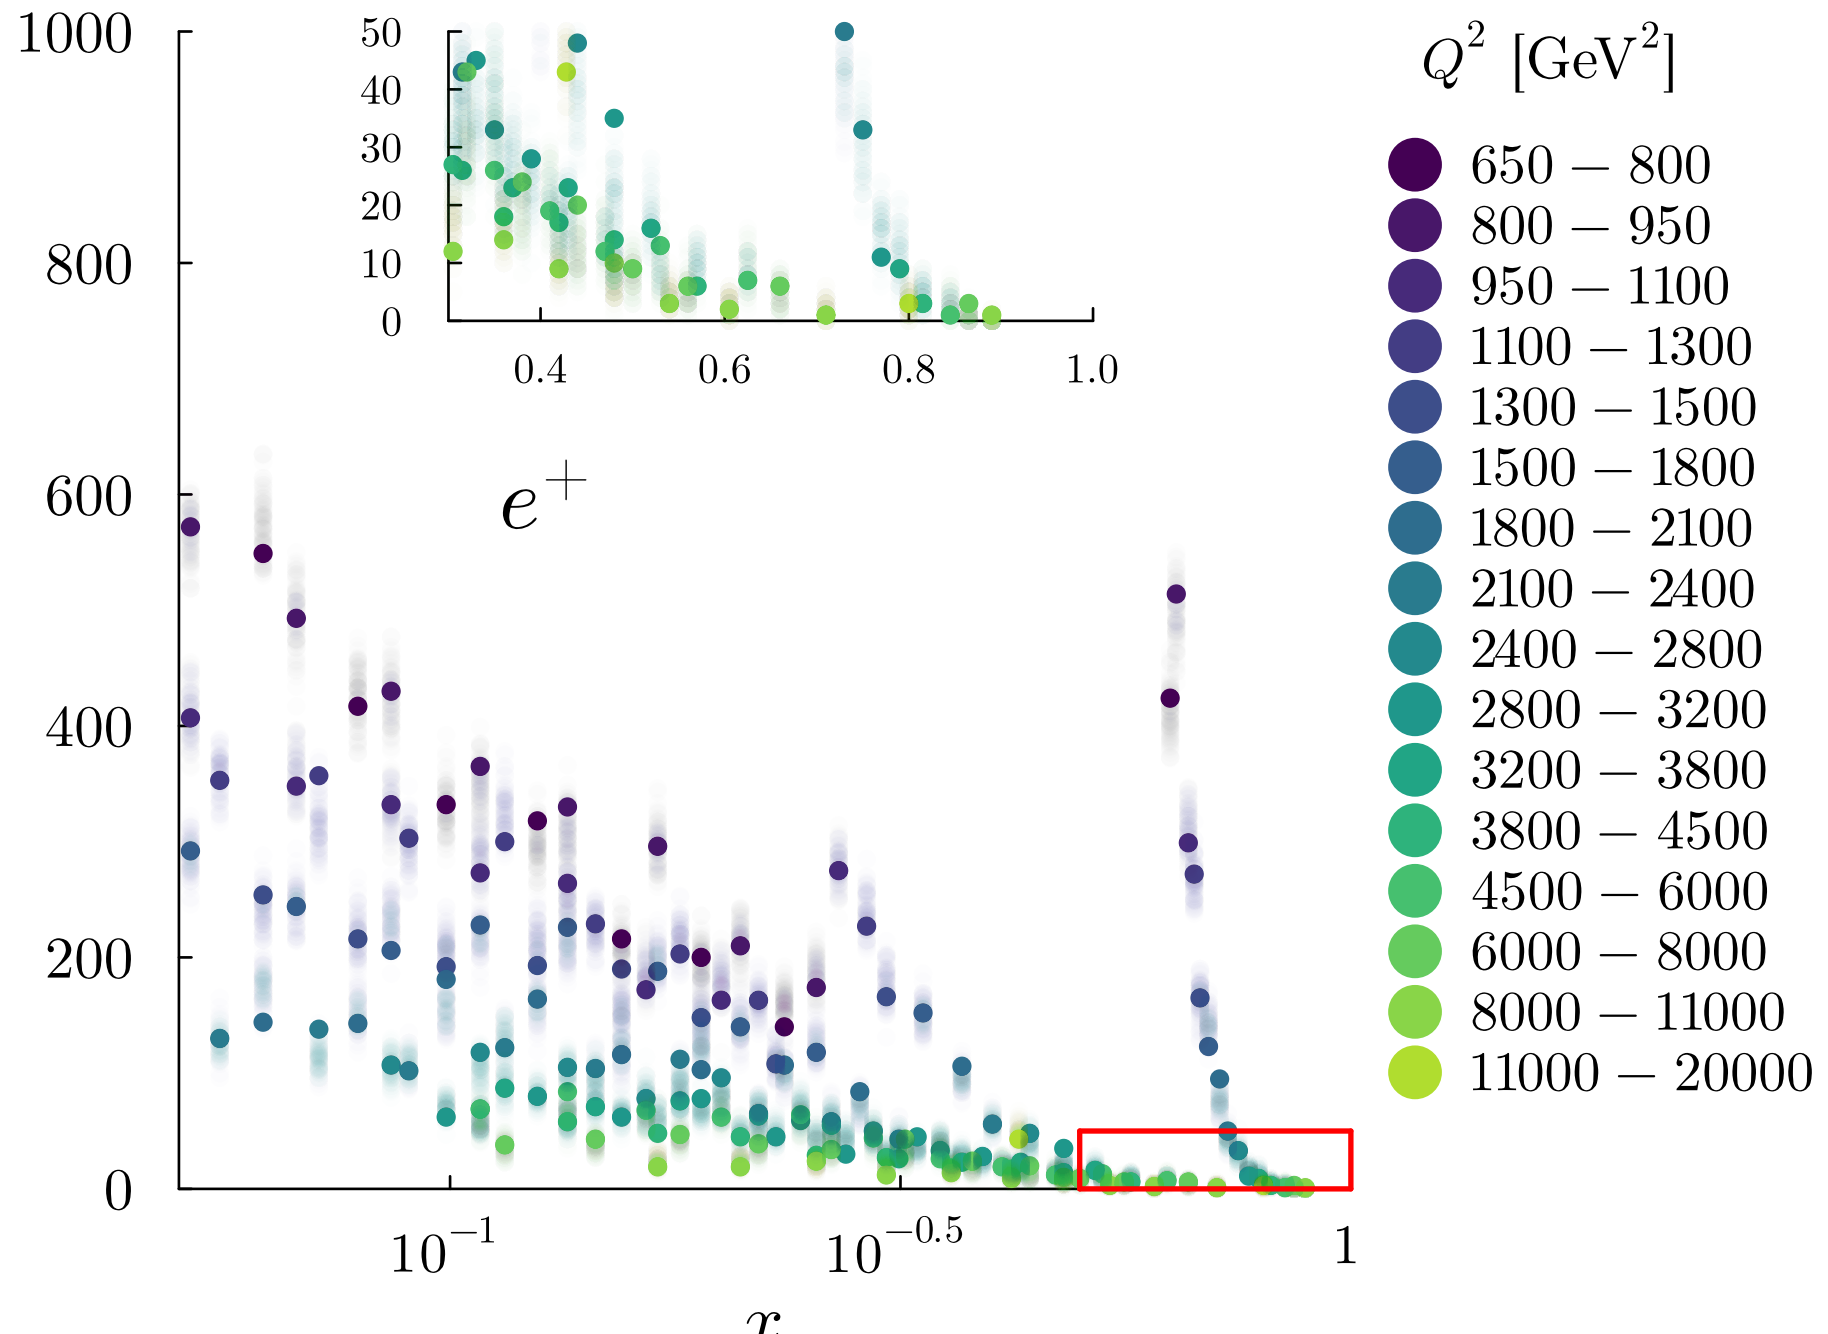 1000
800
600
400
200
0
50
40
30
20
10
0
0.4 0.6 0.8 1.0
e⁺
10⁻¹ 10⁻⁰·⁵ 1
x
Q² [GeV²]
650 – 800
800 – 950
950 – 1100
1100 – 1300
1300 – 1500
1500 – 1800
1800 – 2100
2100 – 2400
2400 – 2800
2800 – 3200
3200 – 3800
3800 – 4500
4500 – 6000
6000 – 8000
8000 – 11000
11000 – 20000